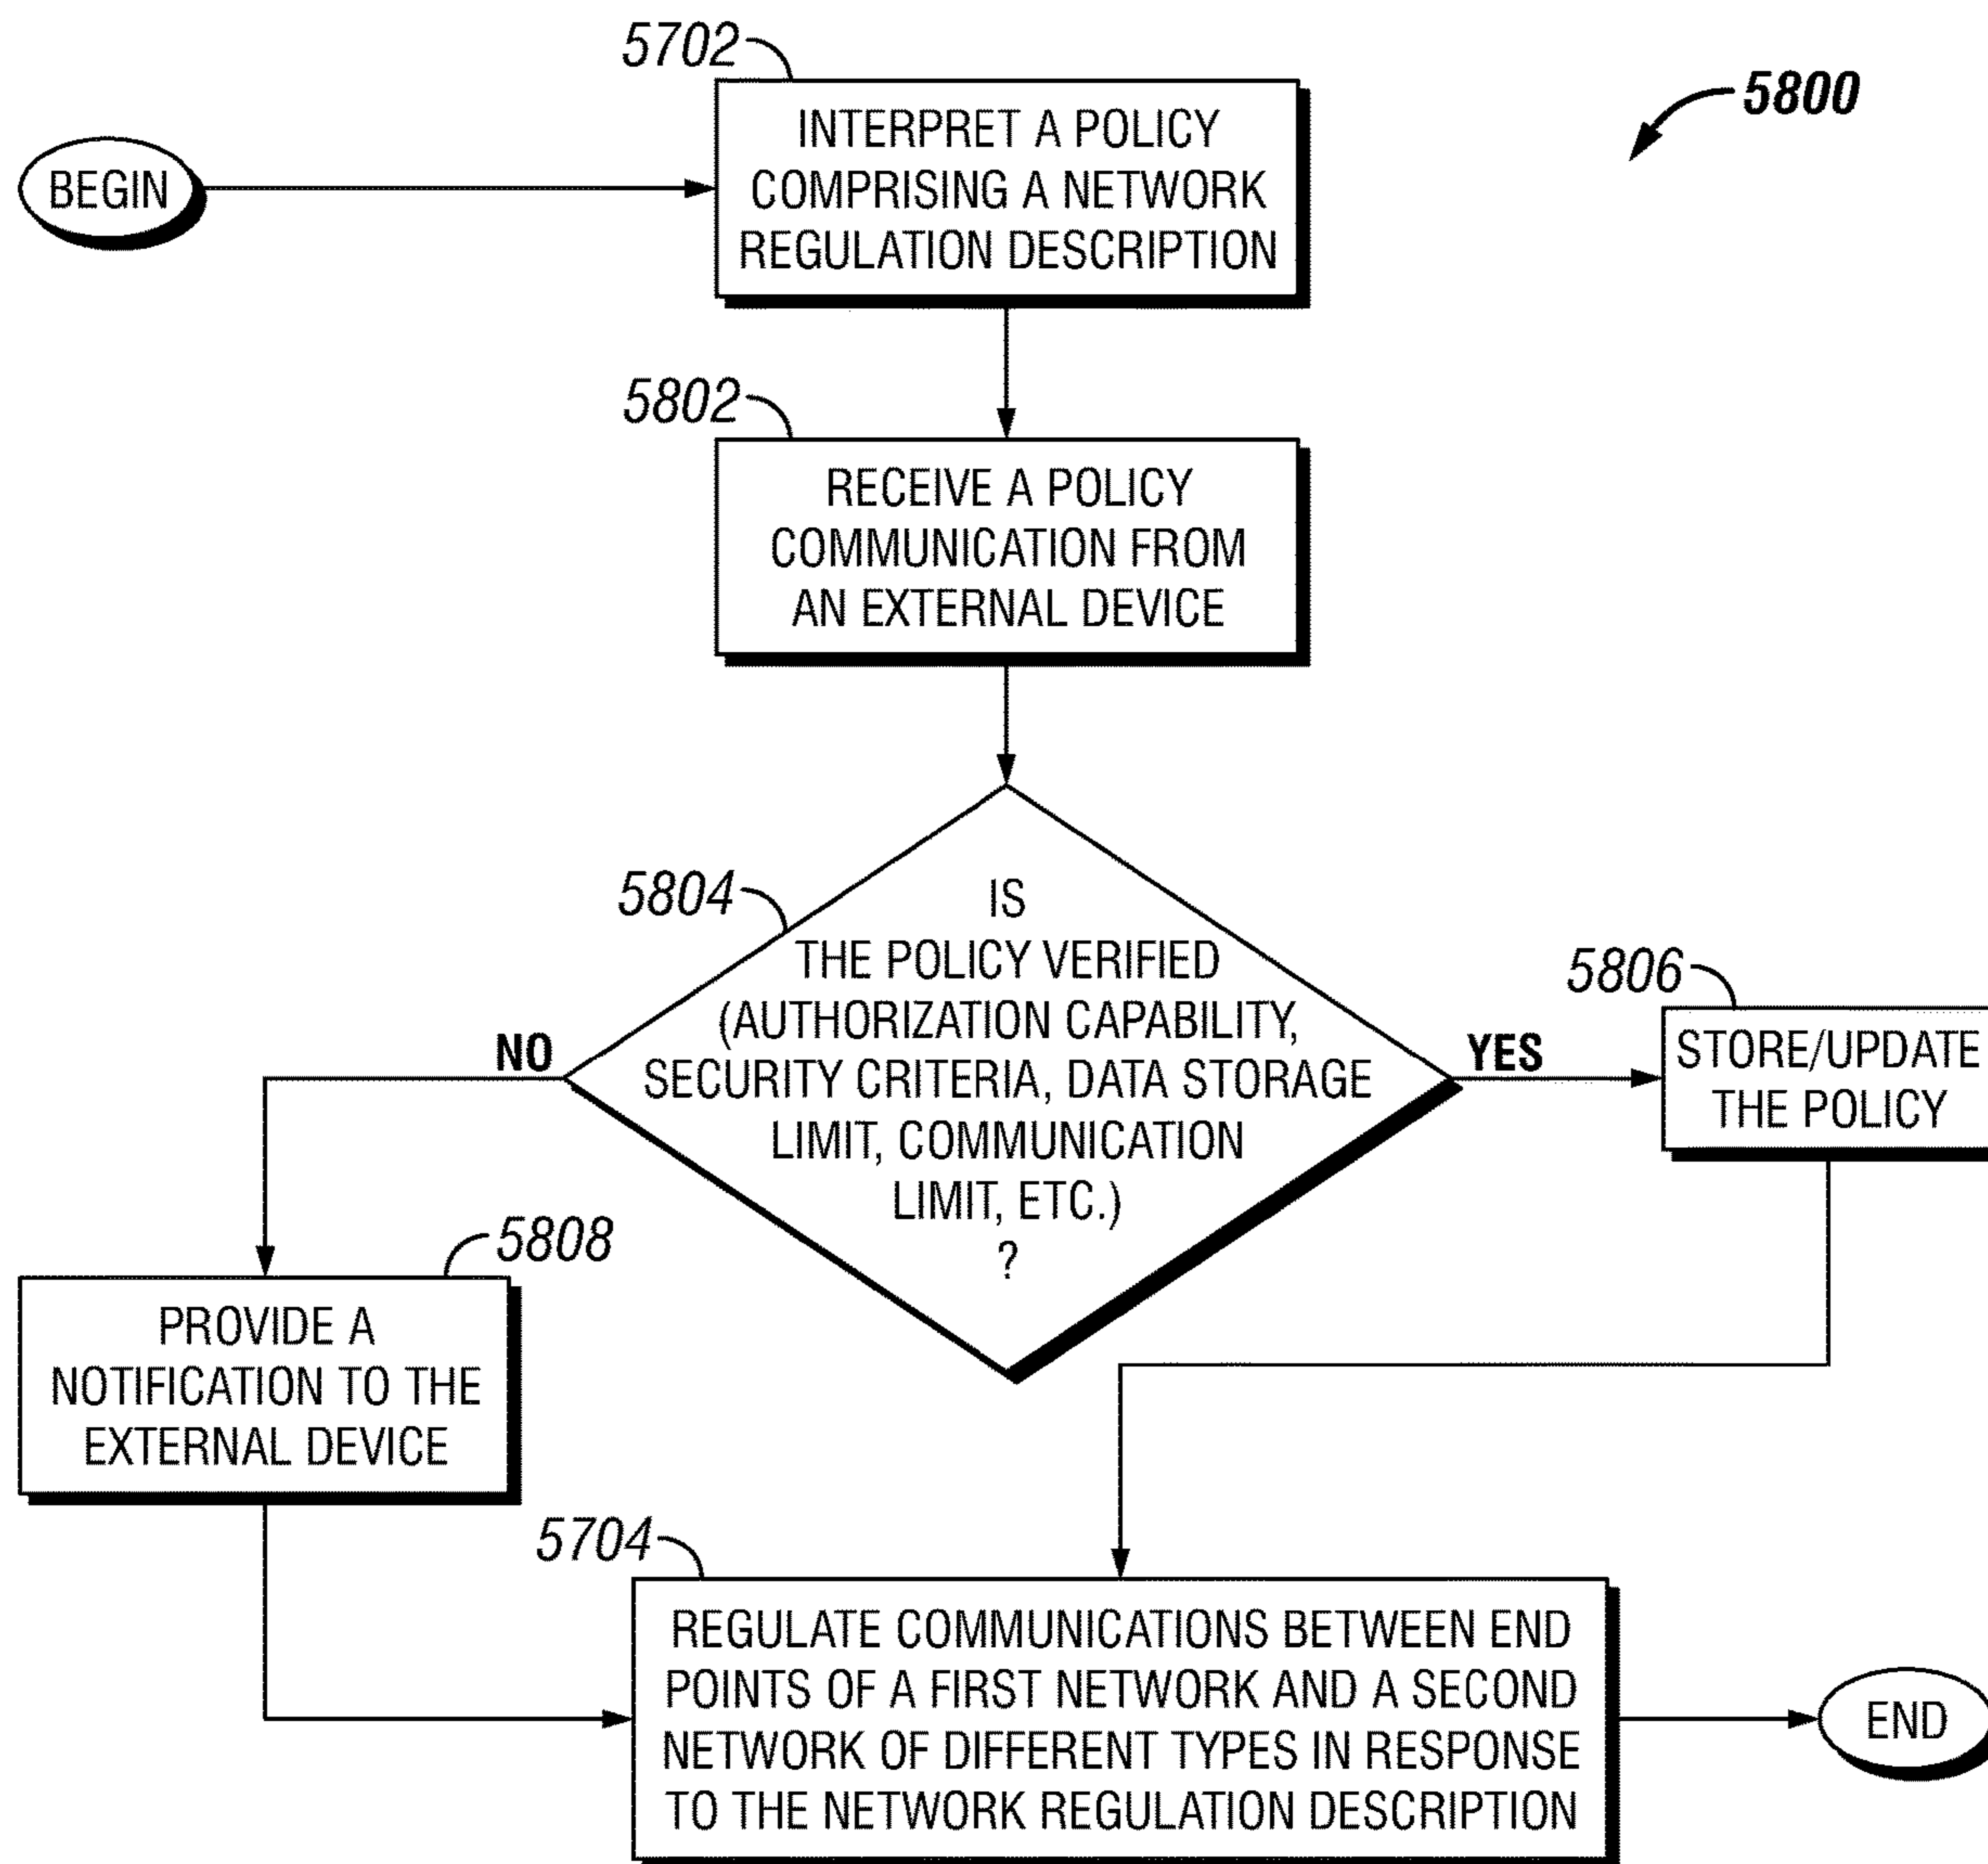 5702
5800
BEGIN
INTERPRET A POLICY
COMPRISING A NETWORK
REGULATION DESCRIPTION
5802
RECEIVE A POLICY
COMMUNICATION FROM
AN EXTERNAL DEVICE
5804
IS
THE POLICY VERIFIED
(AUTHORIZATION CAPABILITY,
SECURITY CRITERIA, DATA STORAGE
LIMIT, COMMUNICATION
LIMIT, ETC.)
?
NO
YES
5806
STORE/UPDATE
THE POLICY
5808
PROVIDE A
NOTIFICATION TO THE
EXTERNAL DEVICE
5704
REGULATE COMMUNICATIONS BETWEEN END
POINTS OF A FIRST NETWORK AND A SECOND
NETWORK OF DIFFERENT TYPES IN RESPONSE
TO THE NETWORK REGULATION DESCRIPTION
END